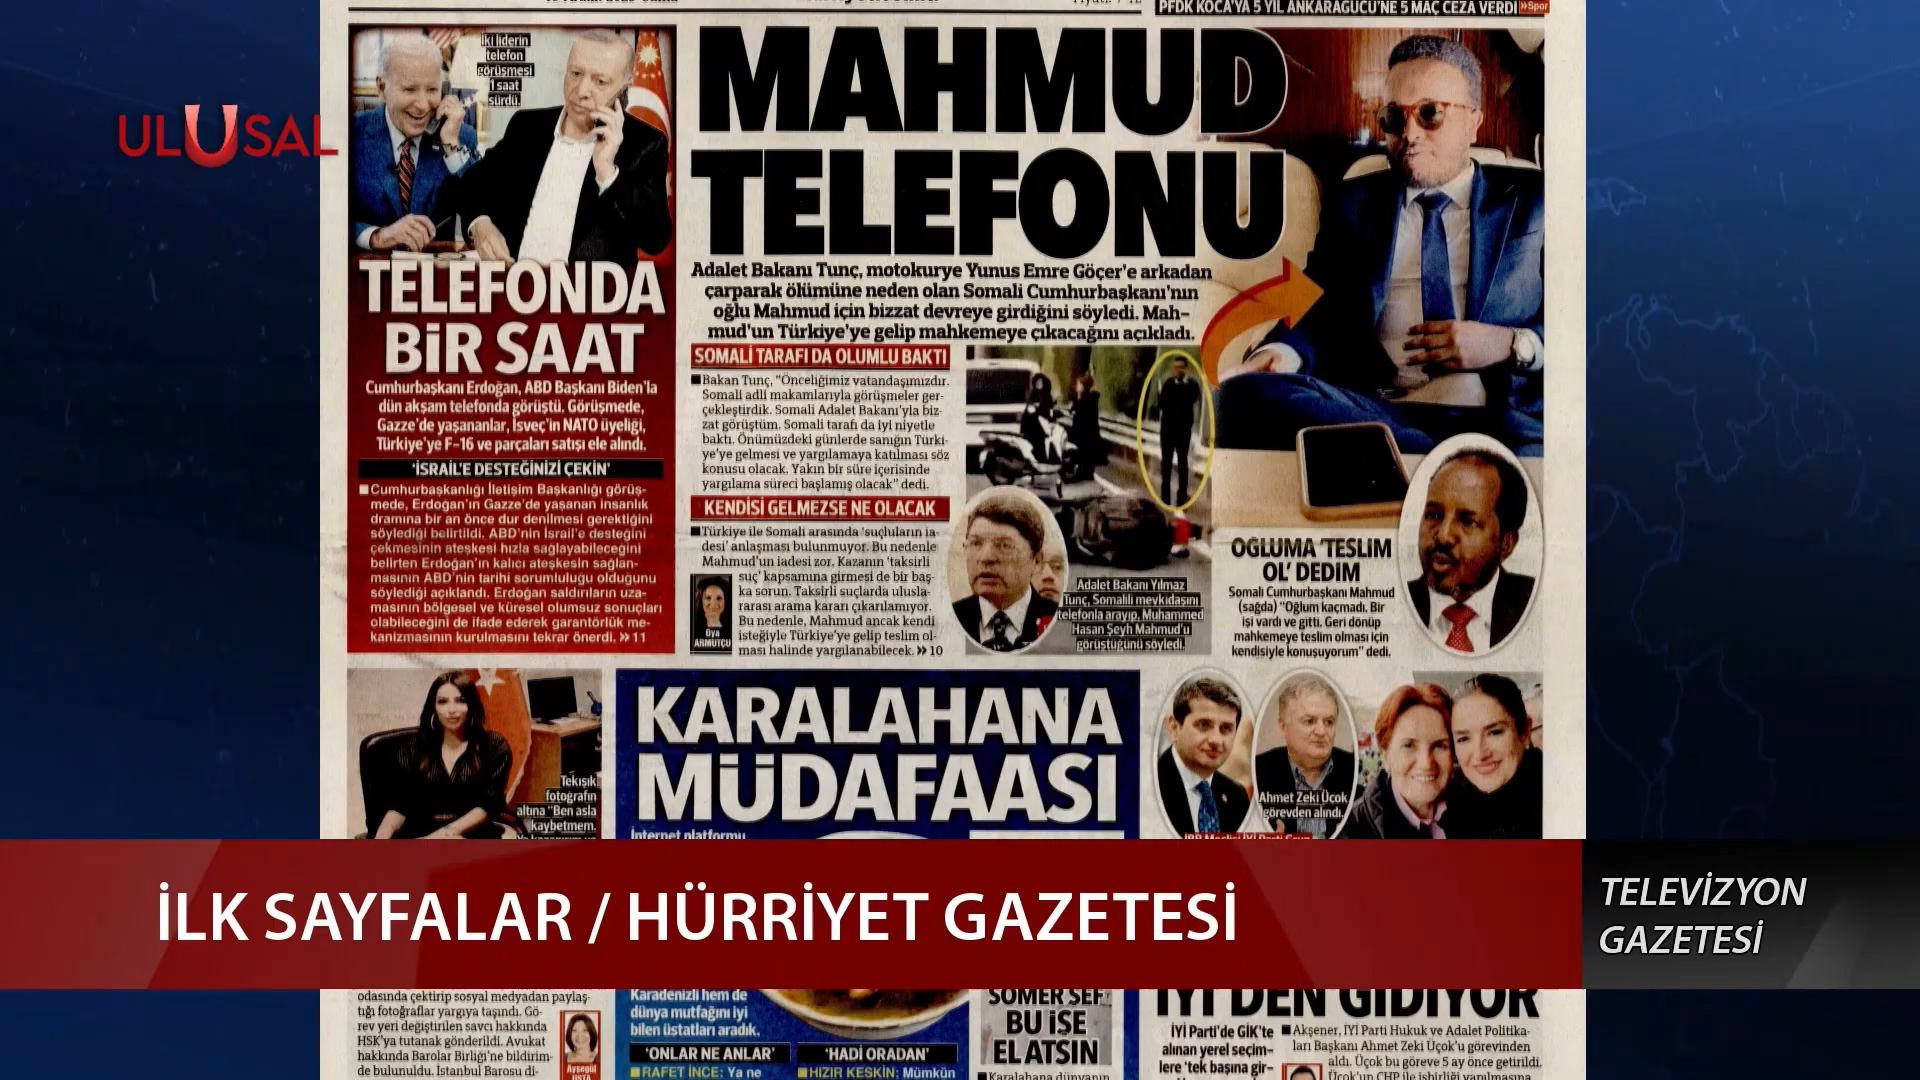 PFDK KOCA'YA 5 YIL ANKARAGÜCÜ'NE 5 MAÇ CEZA VERDİ »Spor
İki liderin
telefon
görüşmesi
1 saat
sürdü.
ULUSAL
TELEFONDA
BİR SAAT
Cumhurbaşkanı Erdoğan, ABD Başkanı Biden'la
dün akşam telefonda görüştü. Görüşmede,
Gazze'de yaşananlar, İsveç'in NATO üyeliği,
Türkiye'ye F-16 ve parçaları satışı ele alındı.
'İSRAİL'E DESTEĞİNİZİ ÇEKİN'
Cumhurbaşkanlığı İletişim Başkanlığı görüş-
mede, Erdoğan'ın Gazze'de yaşanan insanlık
dramına bir an önce dur denilmesi gerektiğini
söylediği belirtildi. ABD'nin İsrail'e desteğini
çekmesinin ateşkesi hızla sağlayabileceğini
belirten Erdoğan'ın kalıcı ateşkesin sağlan-
masının ABD'nin tarihi sorumluluğu olduğunu
söylediği açıklandı. Erdoğan saldırıların uza-
masının bölgesel ve küresel olumsuz sonuçları
olabileceğini de ifade ederek garantörlük me-
kanizmasının kurulmasını tekrar önerdi. »11
MAHMUD
TELEFONU
Adalet Bakanı Tunç, motokurye Yunus Emre Göçer'e arkadan
çarparak ölümüne neden olan Somali Cumhurbaşkanı'nın
oğlu Mahmud için bizzat devreye girdiğini söyledi. Mah-
mud'un Türkiye'ye gelip mahkemeye çıkacağını açıkladı.
SOMALİ TARAFI DA OLUMLU BAKTI
Bakan Tunç, "Önceliğimiz vatandaşımızdır.
Somali adli makamlarıyla görüşmeler ger-
çekleştirdik. Somali Adalet Bakanı'yla biz-
zat görüştüm. Somali tarafı da iyi niyetle
baktı. Önümüzdeki günlerde sanığın Türki-
ye'ye gelmesi ve yargılamaya katılması söz
konusu olacak. Yakın bir süre içerisinde
yargılama süreci başlamış olacak" dedi.
KENDİSİ GELMEZSE NE OLACAK
Türkiye ile Somali arasında 'suçluların ia-
desi' anlaşması bulunmuyor. Bu nedenle
Mahmud'un iadesi zor. Kazanın 'taksirli
suç' kapsamına girmesi de bir baş-
ka sorun. Taksirli suçlarda ulusla-
rarası arama kararı çıkarılamıyor.
Bu nedenle, Mahmud ancak kendi
isteğiyle Türkiye'ye gelip teslim ol-
ması halinde yargılanabilecek. »10
Oya
ARMUTÇU
Adalet Bakanı Yılmaz
Tunç, Somalili mevkidaşını
telefonla arayıp, Muhammed
Hasan Şeyh Mahmud'u
görüştüğünü söyledi.
OĞLUMA 'TESLİM
OL' DEDİM
Somali Cumhurbaşkanı Mahmud
(sağda) "Oğlum kaçmadı. Bir
işi vardı ve gitti. Geri dönüp
mahkemeye teslim olması için
kendisiyle konuşuyorum" dedi.
Tekışık
fotoğrafın
altına "Ben asla
kaybetmem.
KARALAHANA
MÜDAFAASI
İnternet platformu
Ahmet Zeki Üçok
görevden alındı.
İLK SAYFALAR / HÜRRİYET GAZETESİ
TELEVİZYON
GAZETESİ
odasında çektirip sosyal medyadan paylaş-
tığı fotoğraflar yargıya taşındı. Gö-
rev yeri değiştirilen savcı hakkında
HSK'ya tutanak gönderildi. Avukat
hakkında Barolar Birliği'ne bildirim-
de bulunuldu. İstanbul Barosu di-
Ayşegül
USTA
Karadenizli hem de
dünya mutfağını iyi
bilen üstatları aradık.
'ONLAR NE ANLAR'
RAFET İNCE: Ya ne
'HADİ ORADAN'
HIZIR KESKİN: Mümkün
SOMER ŞEF
BU İŞE
EL ATSIN
Karalahana dünyanın
İYİ'DEN GİDİYOR
İYİ Parti'de GİK'te
alınan yerel seçim-
lere 'tek başına gir-
Akşener, İYİ Parti Hukuk ve Adalet Politika-
ları Başkanı Ahmet Zeki Üçok'u görevinden
aldı. Üçok bu göreve 5 ay önce getirildi.
Üçok'un CHP ile işbirliği yapılmasına